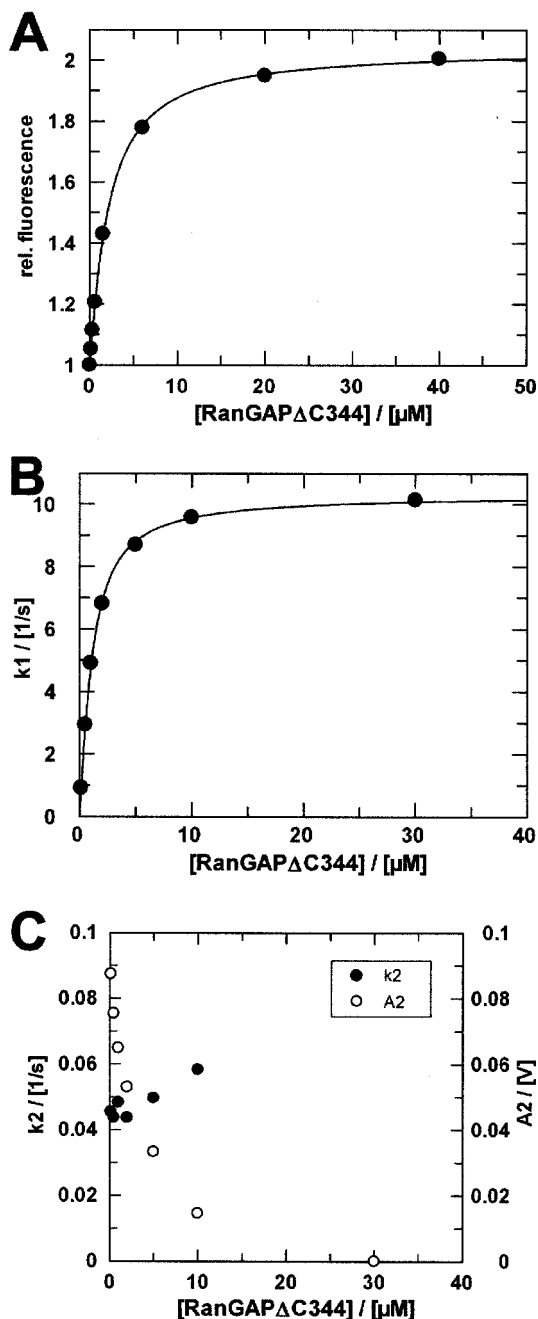 A
2
1.8
1.6
1.4
1.2
1
rel. fluorescence
0 10 20 30 40 50
[RanGAPΔC344] / [µM]
B
10
8
6
4
2
0
k1 / [1/s]
0 10 20 30 40
[RanGAPΔC344] / [µM]
C
0.1
0.08
0.06
0.04
0.02
0
k2 / [1/s]
k2
A2
0.1
0.08
0.06
0.04
0.02
0
A2 / [V]
0 10 20 30 40
[RanGAPΔC344] / [µM]